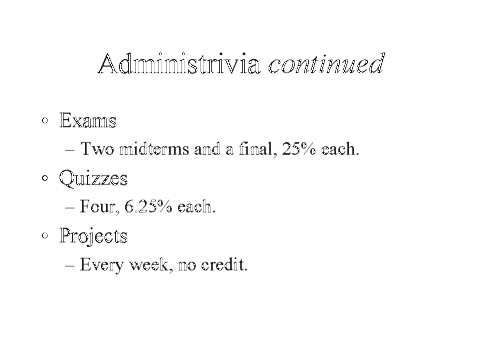 Administrivia continued
◦ Exams
– Two midterms and a final, 25% each.
◦ Quizzes
– Four, 6.25% each.
◦ Projects
– Every week, no credit.